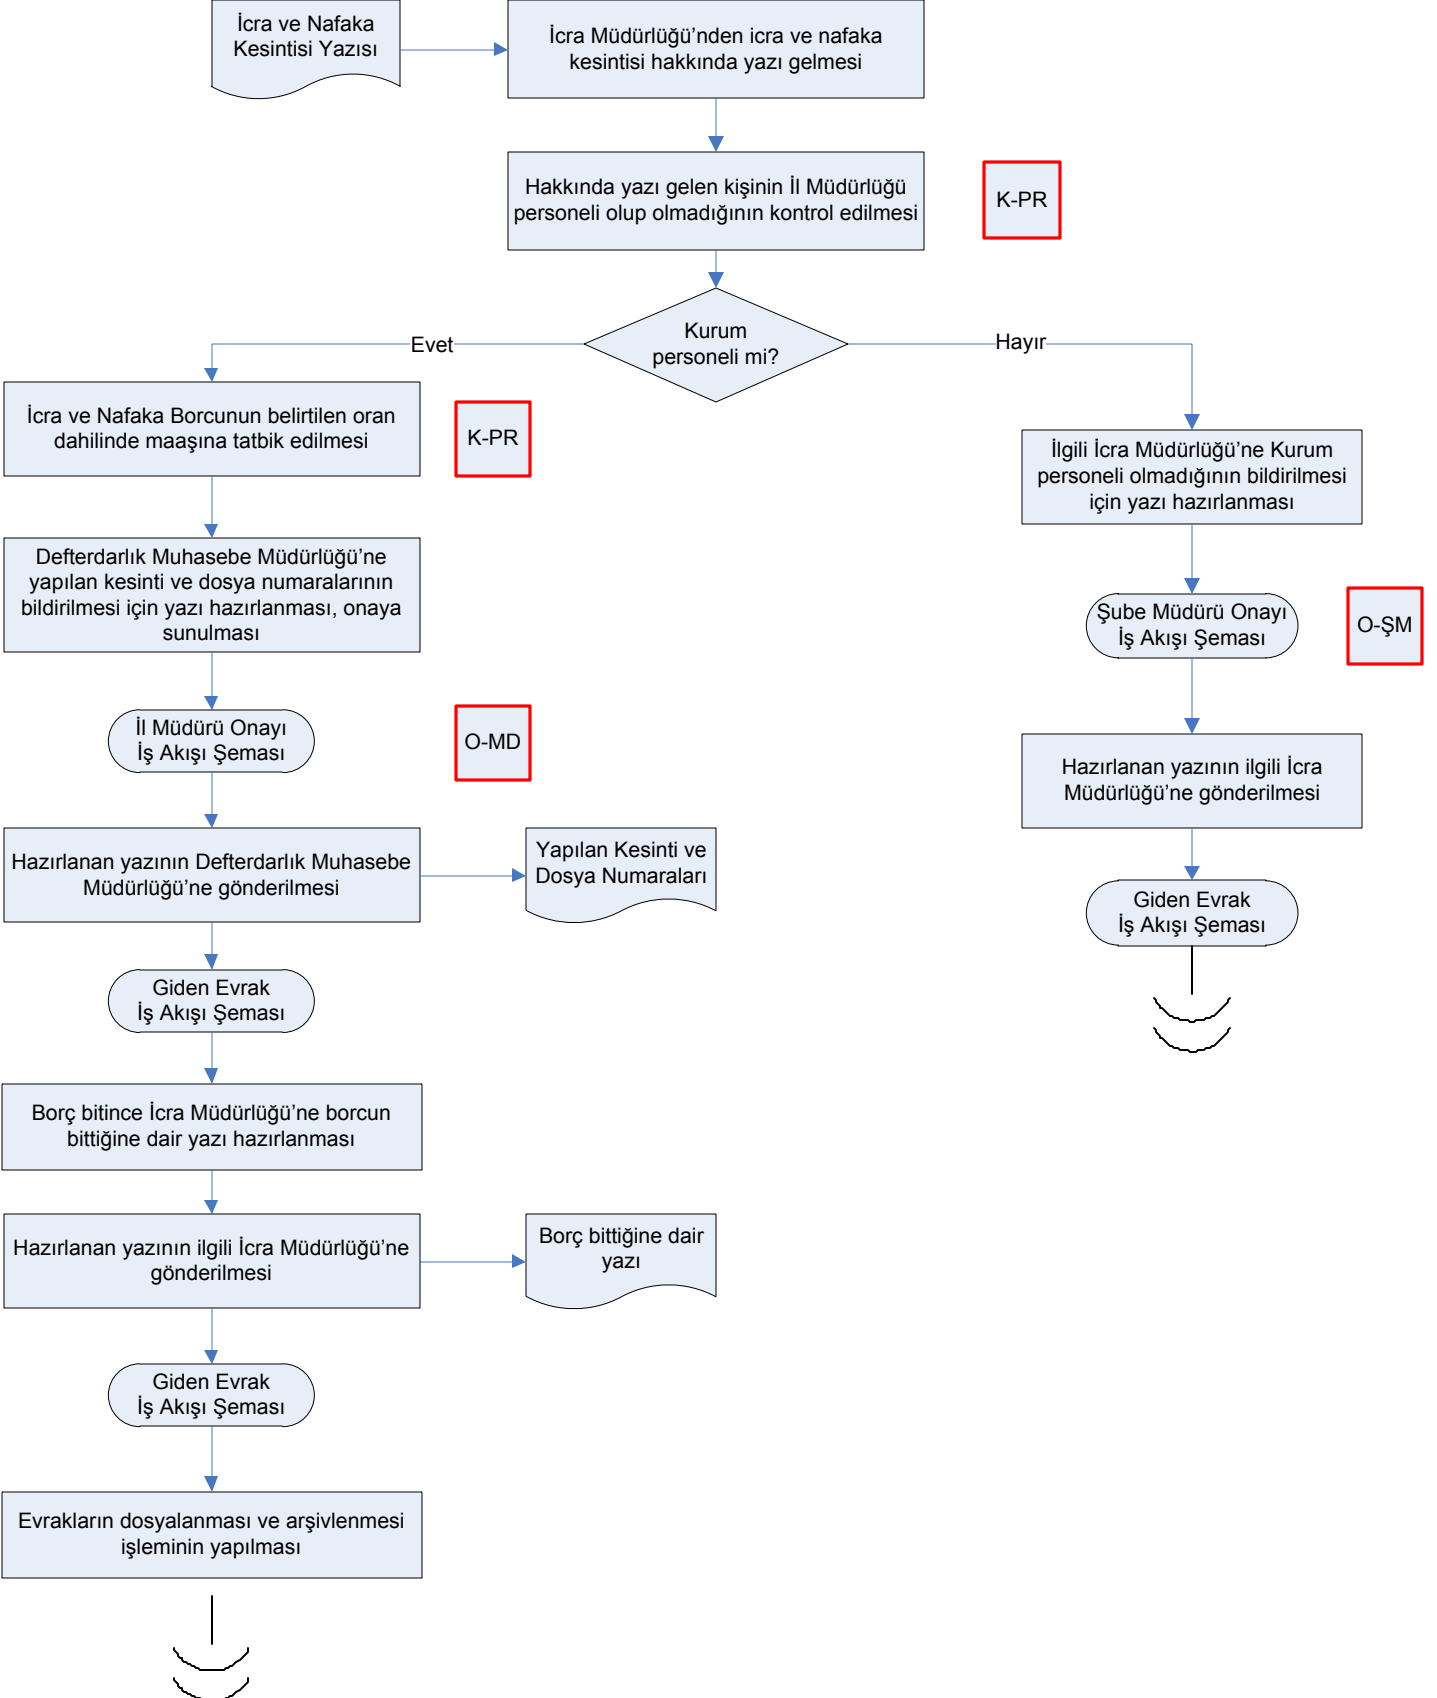 İcra ve Nafaka
Kesintisi Yazısı
İcra Müdürlüğü’nden icra ve nafaka
kesintisi hakkında yazı gelmesi
Hakkında yazı gelen kişinin İl Müdürlüğü
personeli olup olmadığının kontrol edilmesi
K-PR
Kurum
personeli mi?
Evet
Hayır
İcra ve Nafaka Borcunun belirtilen oran
dahilinde maaşına tatbik edilmesi
K-PR
İlgili İcra Müdürlüğü’ne Kurum
personeli olmadığının bildirilmesi
için yazı hazırlanması
Defterdarlık Muhasebe Müdürlüğü’ne
yapılan kesinti ve dosya numaralarının
bildirilmesi için yazı hazırlanması, onaya
sunulması
Şube Müdürü Onayı
İş Akışı Şeması
O-ŞM
İl Müdürü Onayı
İş Akışı Şeması
O-MD
Hazırlanan yazının ilgili İcra
Müdürlüğü’ne gönderilmesi
Hazırlanan yazının Defterdarlık Muhasebe
Müdürlüğü’ne gönderilmesi
Yapılan Kesinti ve
Dosya Numaraları
Giden Evrak
İş Akışı Şeması
Giden Evrak
İş Akışı Şeması
Borç bitince İcra Müdürlüğü’ne borcun
bittiğine dair yazı hazırlanması
Hazırlanan yazının ilgili İcra Müdürlüğü’ne
gönderilmesi
Borç bittiğine dair
yazı
Giden Evrak
İş Akışı Şeması
Evrakların dosyalanması ve arşivlenmesi
işleminin yapılması